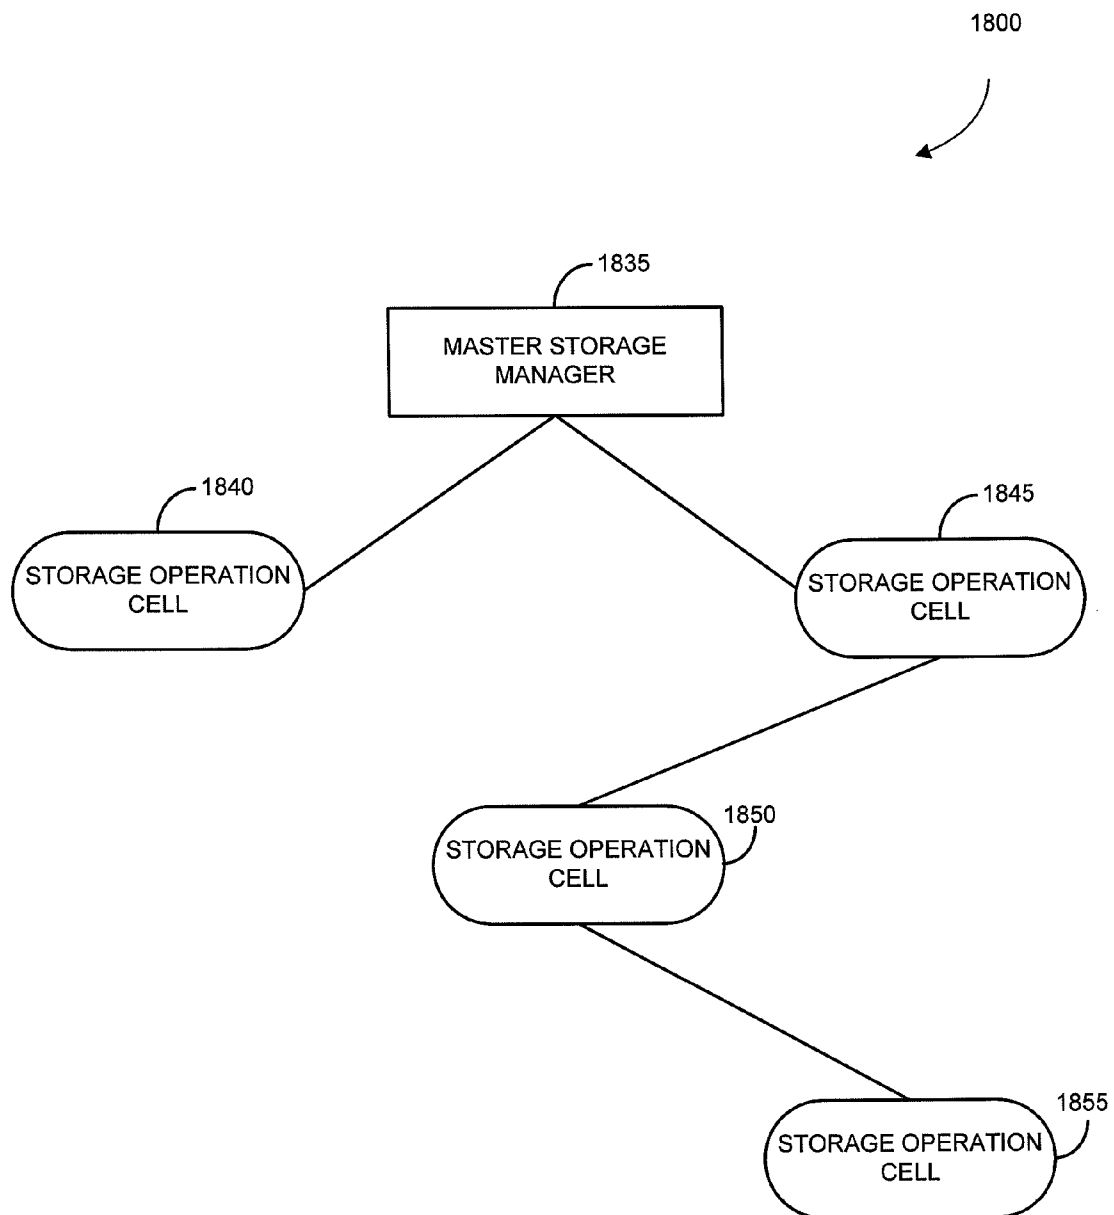 1800
1835
MASTER STORAGE
MANAGER
1840
STORAGE OPERATION
CELL
1845
STORAGE OPERATION
CELL
1850
STORAGE OPERATION
CELL
1855
STORAGE OPERATION
CELL